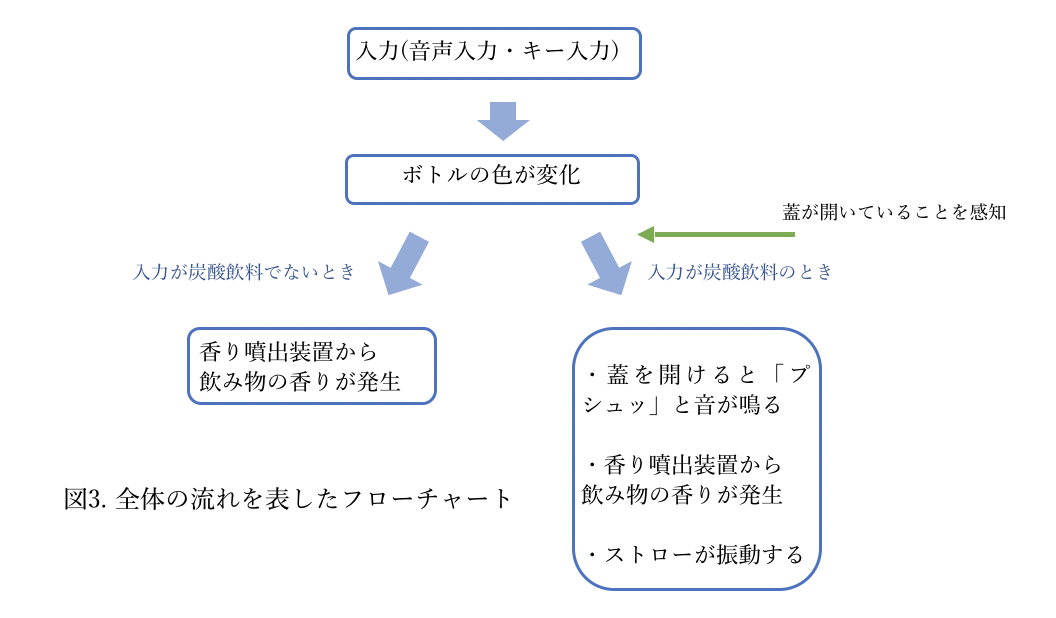 入力(音声入力・キー入力)
ボトルの色が変化
蓋が開いていることを感知
入力が炭酸飲料でないとき
入力が炭酸飲料のとき
香り噴出装置から
飲み物の香りが発生
・蓋を開けると「プ
シュッ」と音が鳴る
・香り噴出装置から
飲み物の香りが発生
・ストローが振動する
図3. 全体の流れを表したフローチャート